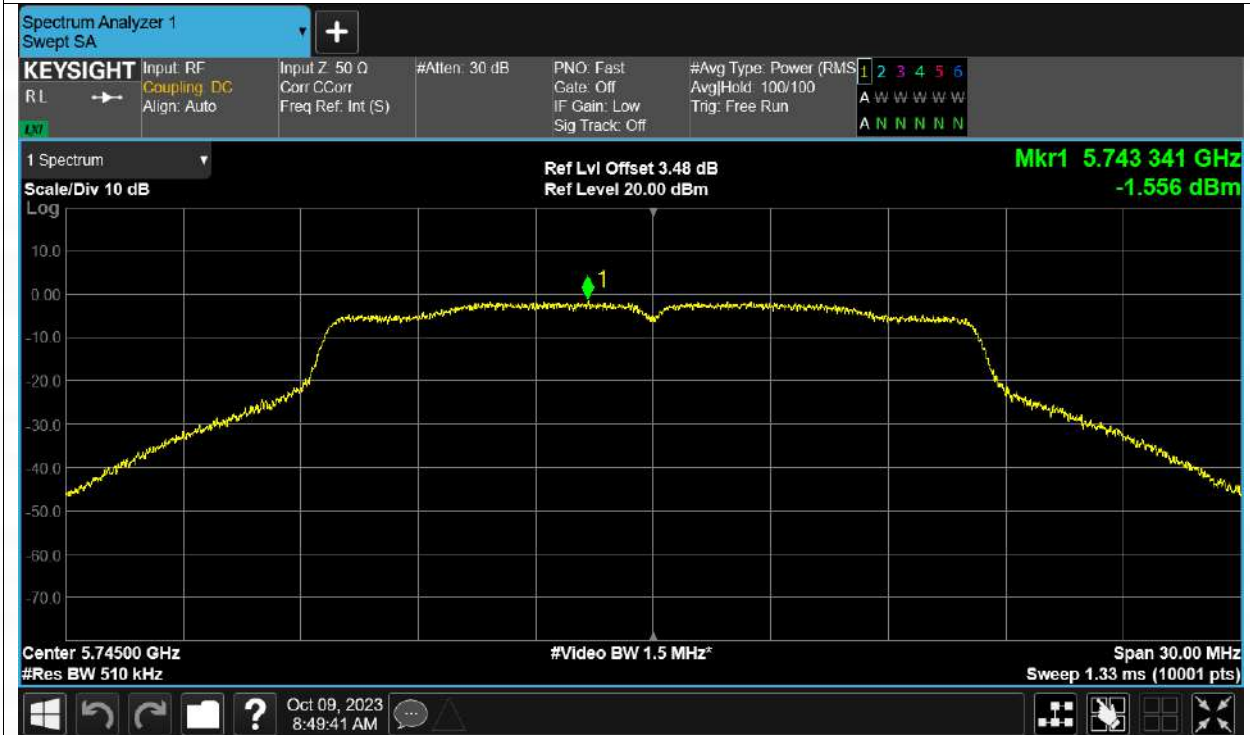 Spectrum Analyzer 1
Swept SA
+
KEYSIGHT
RL
LXI
Input: RF
Coupling: DC
Align: Auto
Input Z: 50 Ω
Corr CCorr
Freq Ref: Int (S)
#Atten: 30 dB
PNO: Fast
Gate: Off
IF Gain: Low
Sig Track: Off
#Avg Type: Power (RMS
Avg|Hold: 100/100
Trig: Free Run
1 2 3 4 5 6
A W W W W W
A N N N N N
1 Spectrum
Scale/Div 10 dB
Log
Ref Lvl Offset 3.48 dB
Ref Level 20.00 dBm
Mkr1 5.743 341 GHz
-1.556 dBm
10.0
0.00
-10.0
-20.0
-30.0
-40.0
-50.0
-60.0
-70.0
1
Center 5.74500 GHz
#Res BW 510 kHz
#Video BW 1.5 MHz*
Span 30.00 MHz
Sweep 1.33 ms (10001 pts)
?
Oct 09, 2023
8:49:41 AM